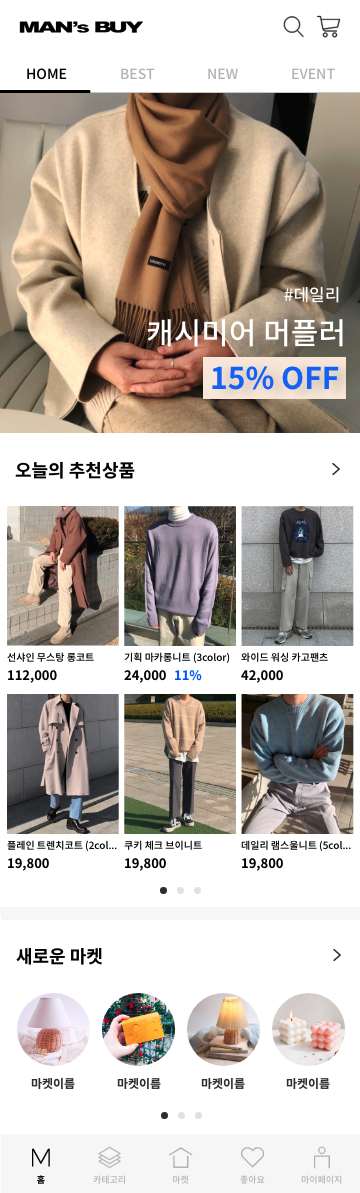 MAN's BUY
HOME BEST NEW EVENT
#데일리
캐시미어 머플러
15% OFF
오늘의 추천상품
선샤인 무스탕 롱코트
112,000
기획 마카롱니트 (3color)
24,000 11%
와이드 워싱 카고팬츠
42,000
플레인 트렌치코트 (2col...
19,800
쿠키 체크 브이니트
19,800
데일리 램스울니트 (5col...
19,800
새로운 마켓
마켓이름 마켓이름 마켓이름 마켓이름
홈 카테고리 마켓 좋아요 마이페이지